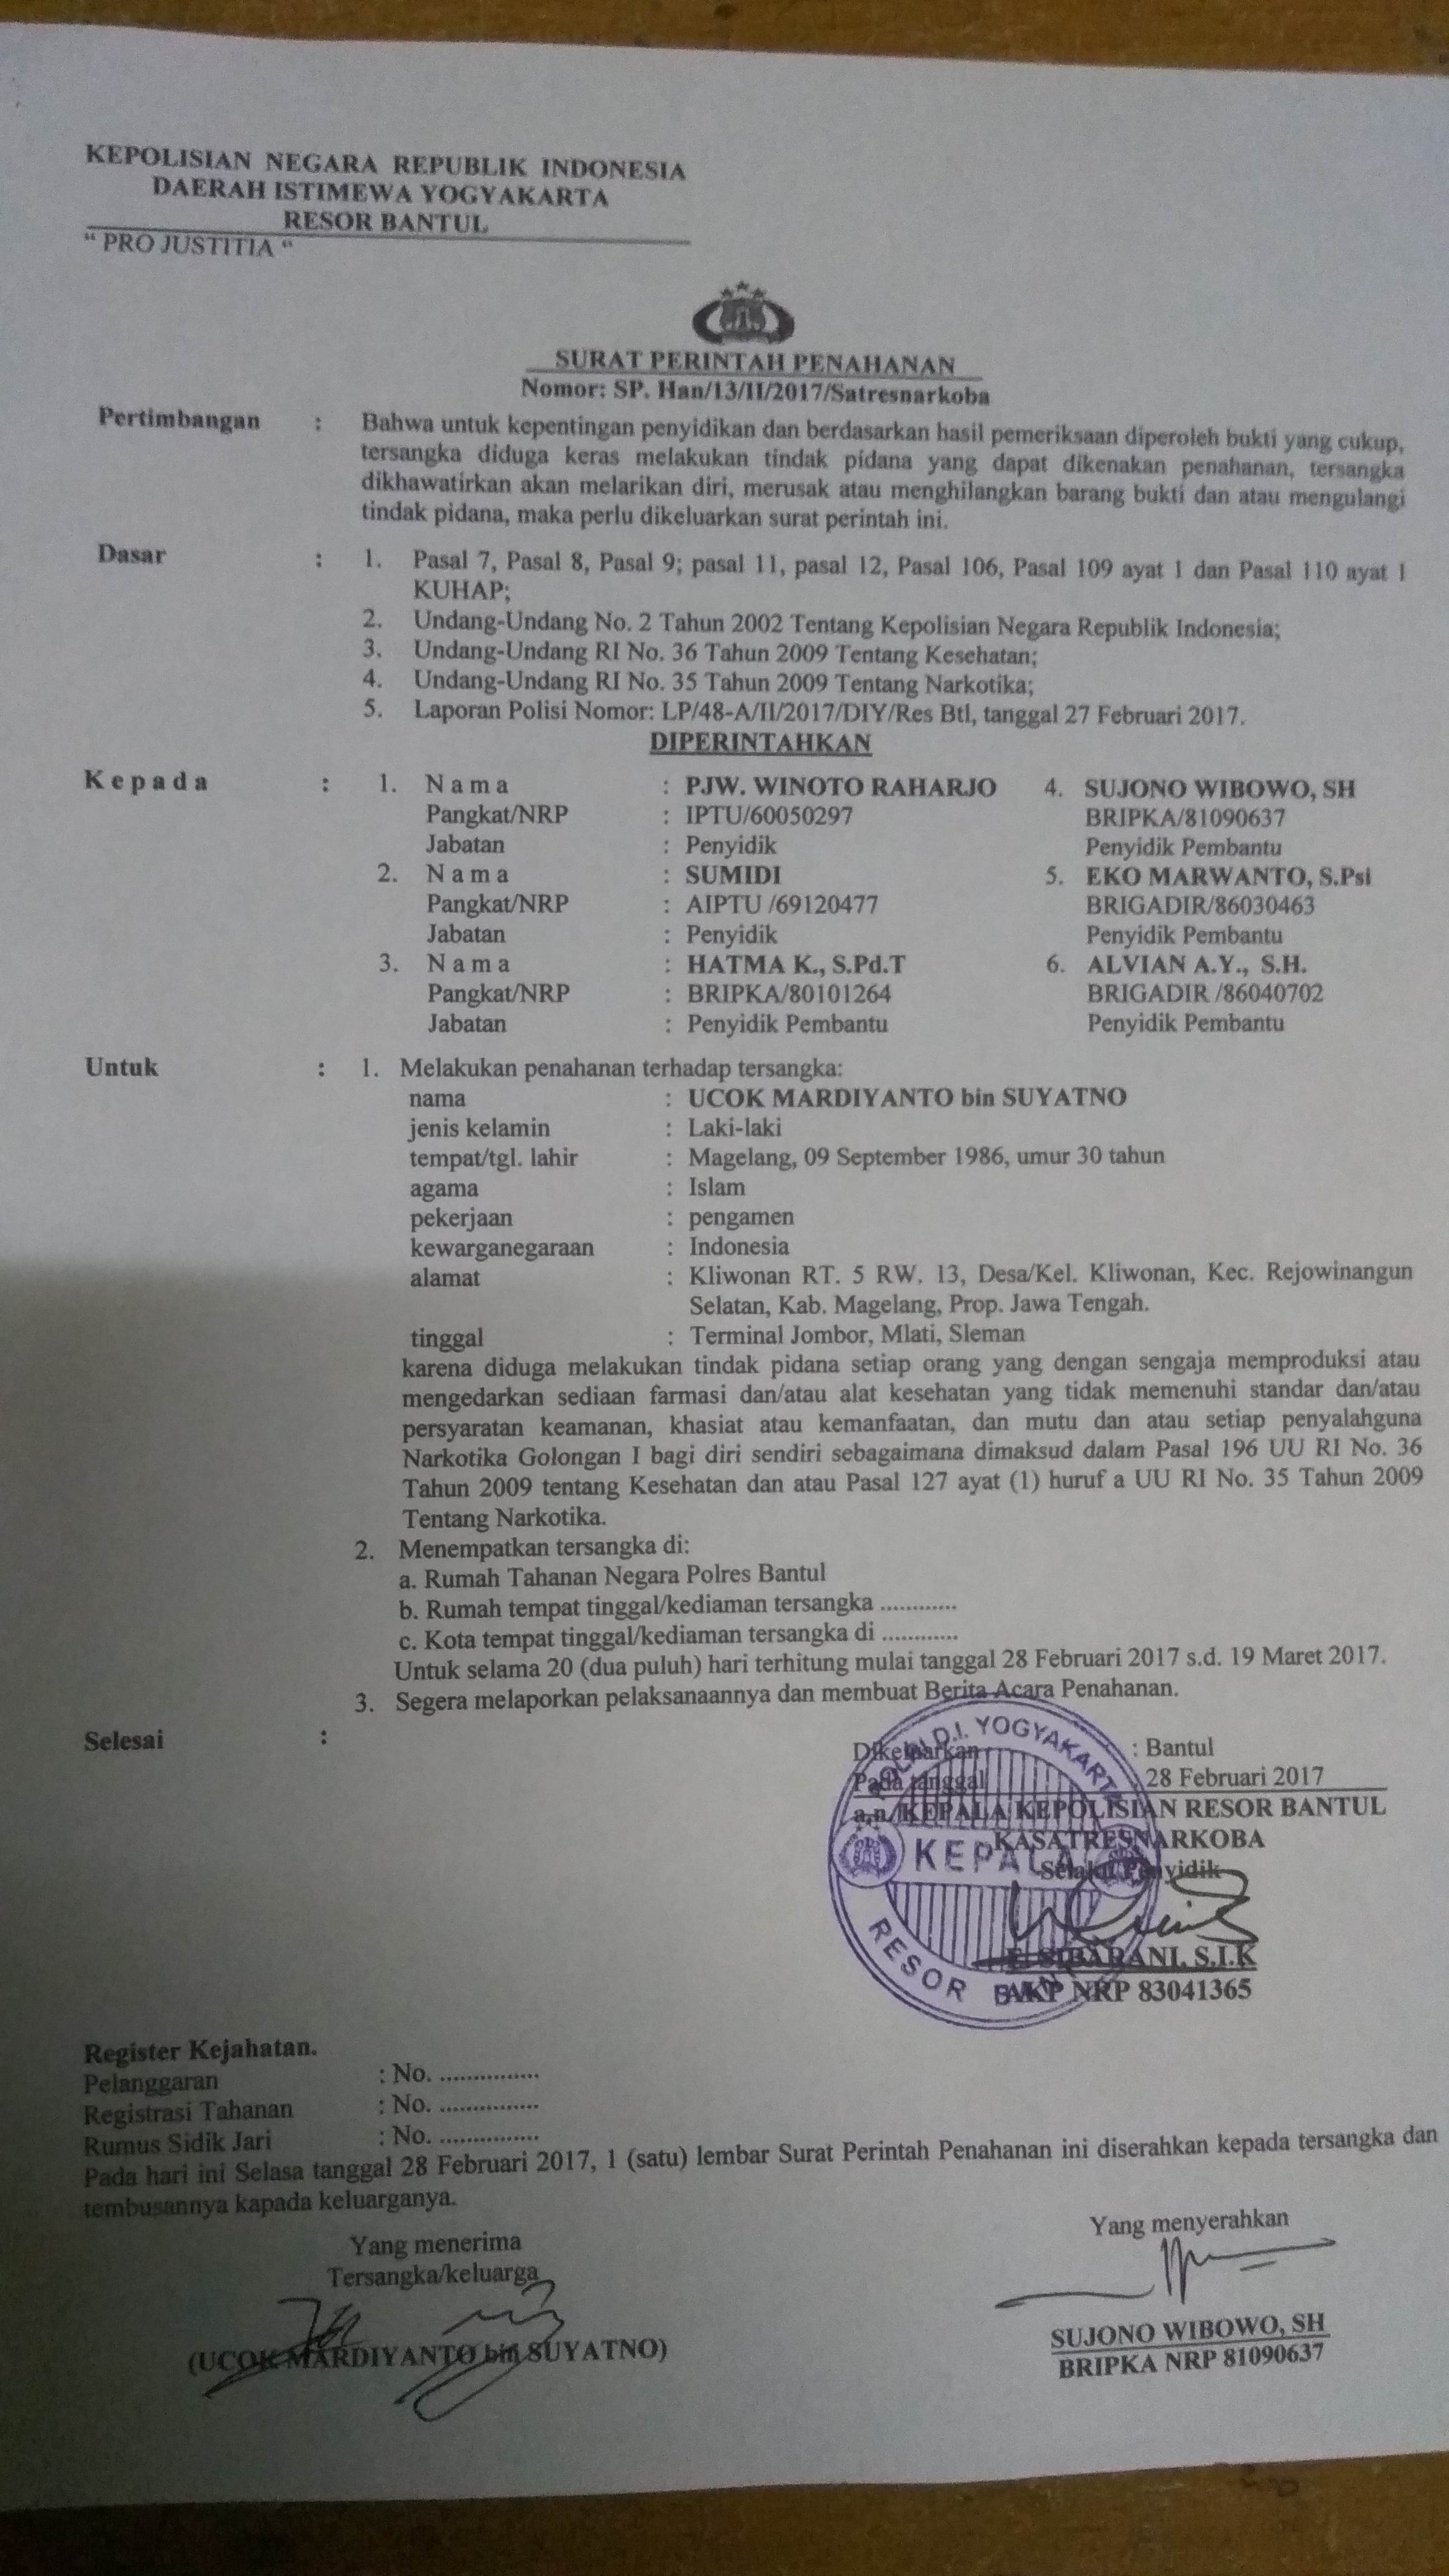 KEPOLISIAN NEGARA REPUBLIK INDONESIA
DAERAH ISTIMEWA YOGYAKARTA
RESOR BANTUL
“ PRO JUSTITIA “
SURAT PERINTAH PENAHANAN
Nomor: SP. Han/13/II/2017/Satresnarkoba
Pertimbangan : Bahwa untuk kepentingan penyidikan dan berdasarkan hasil pemeriksaan diperoleh bukti yang cukup,
tersangka diduga keras melakukan tindak pidana yang dapat dikenakan penahanan, tersangka
dikhawatirkan akan melarikan diri, merusak atau menghilangkan barang bukti dan atau mengulangi
tindak pidana, maka perlu dikeluarkan surat perintah ini.
Dasar : 1. Pasal 7, Pasal 8, Pasal 9; pasal 11, pasal 12, Pasal 106, Pasal 109 ayat 1 dan Pasal 110 ayat 1
KUHAP;
2. Undang-Undang No. 2 Tahun 2002 Tentang Kepolisian Negara Republik Indonesia;
3. Undang-Undang RI No. 36 Tahun 2009 Tentang Kesehatan;
4. Undang-Undang RI No. 35 Tahun 2009 Tentang Narkotika;
5. Laporan Polisi Nomor: LP/48-A/II/2017/DIY/Res Btl, tanggal 27 Februari 2017.
DIPERINTAHKAN
Kepada : 1. Nama : PJW. WINOTO RAHARJO 4. SUJONO WIBOWO, SH
Pangkat/NRP : IPTU/60050297 BRIPKA/81090637
Jabatan : Penyidik Penyidik Pembantu
2. Nama : SUMIDI 5. EKO MARWANTO, S.Psi
Pangkat/NRP : AIPTU /69120477 BRIGADIR/86030463
Jabatan : Penyidik Penyidik Pembantu
3. Nama : HATMA K., S.Pd.T 6. ALVIAN A.Y., S.H.
Pangkat/NRP : BRIPKA/80101264 BRIGADIR /86040702
Jabatan : Penyidik Pembantu Penyidik Pembantu
Untuk : 1. Melakukan penahanan terhadap tersangka:
nama : UCOK MARDIYANTO bin SUYATNO
jenis kelamin : Laki-laki
tempat/tgl. lahir : Magelang, 09 September 1986, umur 30 tahun
agama : Islam
pekerjaan : pengamen
kewarganegaraan : Indonesia
alamat : Kliwonan RT. 5 RW. 13, Desa/Kel. Kliwonan, Kec. Rejowinangun
Selatan, Kab. Magelang, Prop. Jawa Tengah.
tinggal : Terminal Jombor, Mlati, Sleman
karena diduga melakukan tindak pidana setiap orang yang dengan sengaja memproduksi atau
mengedarkan sediaan farmasi dan/atau alat kesehatan yang tidak memenuhi standar dan/atau
persyaratan keamanan, khasiat atau kemanfaatan, dan mutu dan atau setiap penyalahguna
Narkotika Golongan I bagi diri sendiri sebagaimana dimaksud dalam Pasal 196 UU RI No. 36
Tahun 2009 tentang Kesehatan dan atau Pasal 127 ayat (1) huruf a UU RI No. 35 Tahun 2009
Tentang Narkotika.
2. Menempatkan tersangka di:
a. Rumah Tahanan Negara Polres Bantul
b. Rumah tempat tinggal/kediaman tersangka ............
c. Kota tempat tinggal/kediaman tersangka di ............
Untuk selama 20 (dua puluh) hari terhitung mulai tanggal 28 Februari 2017 s.d. 19 Maret 2017.
3. Segera melaporkan pelaksanaannya dan membuat Berita Acara Penahanan.
Selesai :
Dikeluarkan : Bantul
Pada tanggal 28 Februari 2017
a.n. KEPALA KEPOLISIAN RESOR BANTUL
KASATRESNARKOBA
Selaku Penyidik
D.I. YOGYAKARTA
KEPALA
RESOR
SIBARANI, S.I.K
AKP NRP 83041365
Register Kejahatan.
Pelanggaran : No. ...............
Registrasi Tahanan : No. ...............
Rumus Sidik Jari : No. ...............
Pada hari ini Selasa tanggal 28 Februari 2017, 1 (satu) lembar Surat Perintah Penahanan ini diserahkan kepada tersangka dan
tembusannya kapada keluarganya.
Yang menerima Yang menyerahkan
Tersangka/keluarga
(UCOK MARDIYANTO bin SUYATNO) SUJONO WIBOWO, SH
BRIPKA NRP 81090637